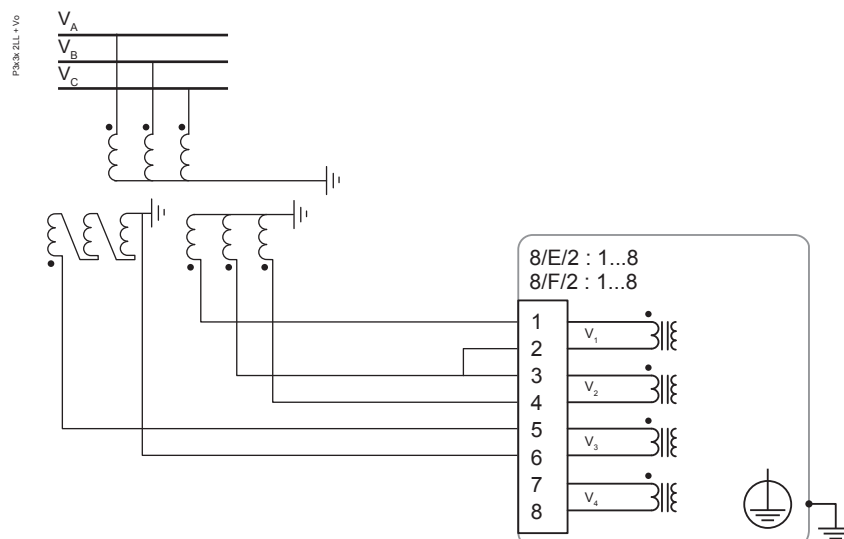 P3x3x 2LL + Vo
VA
VB
VC
8/E/2 : 1...8
8/F/2 : 1...8
1
2
3
4
5
6
7
8
V1
V2
V3
V4